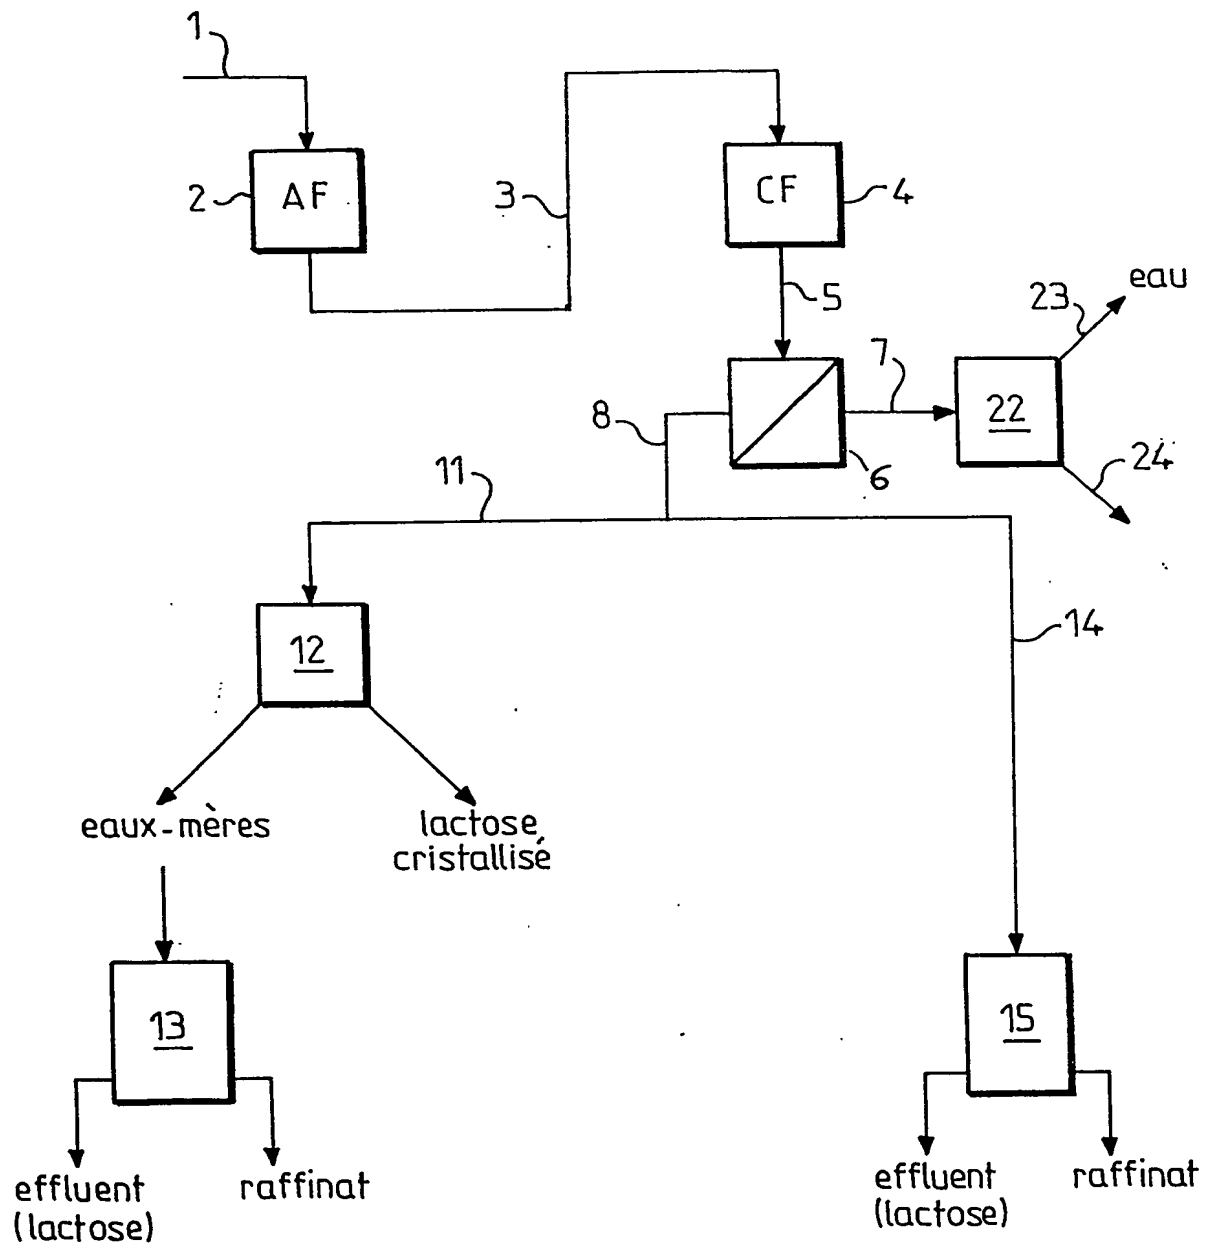 1
2
AF
3
CF
4
5
eau
23
7
22
8
6
24
11
12
14
eaux-mères
lactose
cristallisé
13
15
effluent
(lactose)
raffinat
effluent
(lactose)
raffinat